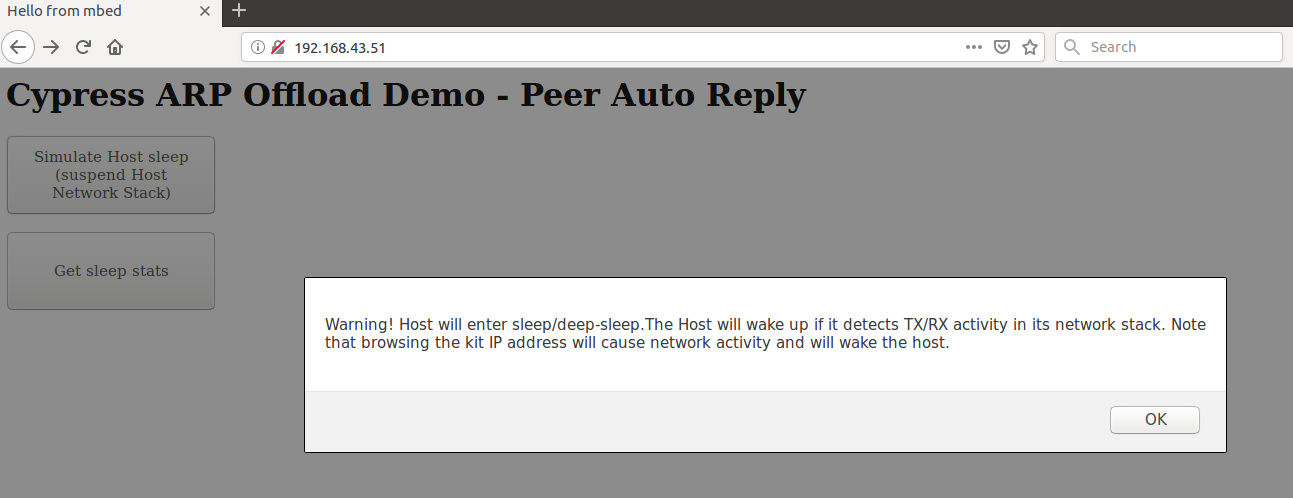 Hello from mbed
192.168.43.51
Search
Cypress ARP Offload Demo - Peer Auto Reply
Simulate Host sleep
(suspend Host
Network Stack)
Get sleep stats
Warning! Host will enter sleep/deep-sleep.The Host will wake up if it detects TX/RX activity in its network stack. Note
that browsing the kit IP address will cause network activity and will wake the host.
OK